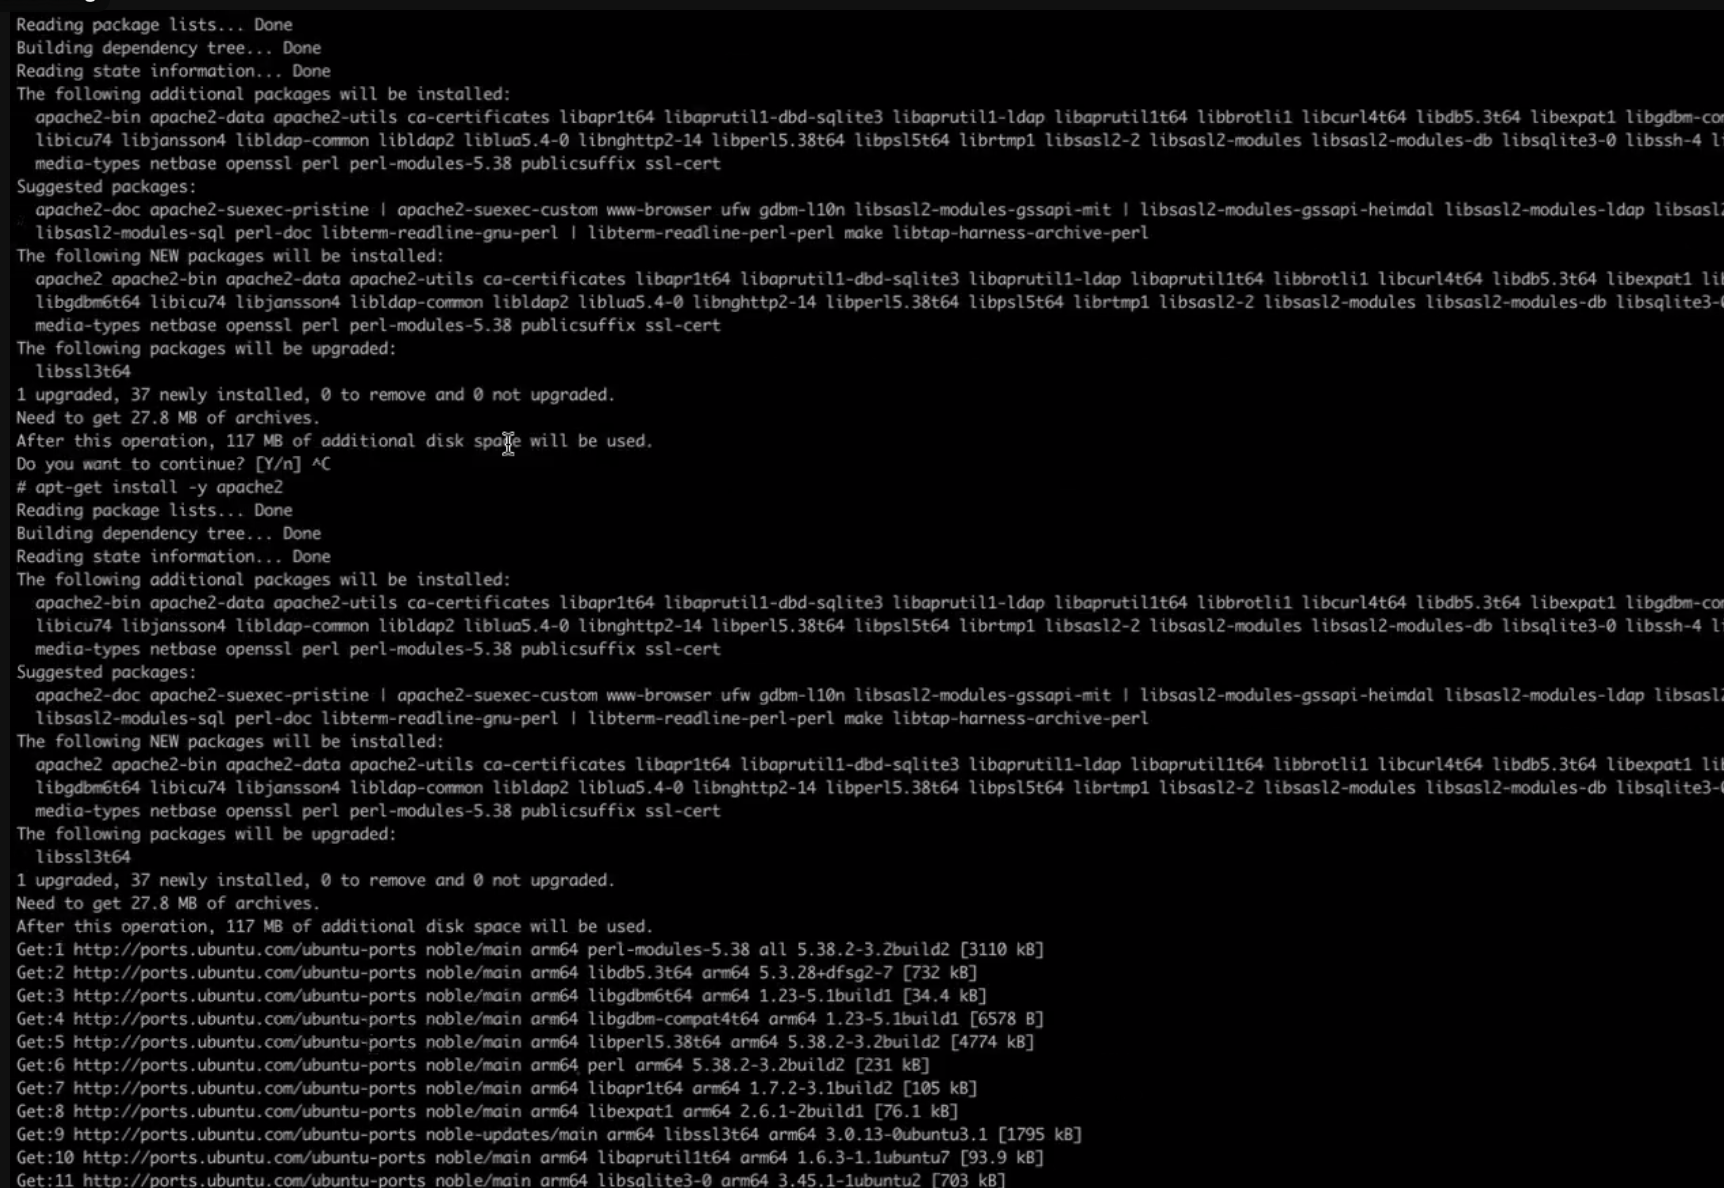 Reading package lists... Done
Building dependency tree... Done
Reading state information... Done
The following additional packages will be installed:
apache2-bin apache2-data apache2-utils ca-certificates libapr1t64 libaprutil1-dbd-sqlite3 libaprutil1-ldap libaprutil1t64 libbrotli1 libcurl4t64 libdb5.3t64 libexpat1 libgdbm-co
libicu74 libjansson4 libldap-common libldap2 liblua5.4-0 libnghttp2-14 libperl5.38t64 libpsl5t64 librtmp1 libsasl2-2 libsasl2-modules libsasl2-modules-db libsqlite3-0 libssh-4
media-types netbase openssl perl perl-modules-5.38 publicsuffix ssl-cert
Suggested packages:
apache2-doc apache2-suexec-pristine | apache2-suexec-custom www-browser ufw gdbm-l10n libsasl2-modules-gssapi-mit | libsasl2-modules-gssapi-heimdal libsasl2-modules-ldap libsasl2
libsasl2-modules-sql perl-doc libterm-readline-gnu-perl | libterm-readline-perl-perl make libtap-harness-archive-perl
The following NEW packages will be installed:
apache2 apache2-bin apache2-data apache2-utils ca-certificates libapr1t64 libaprutil1-dbd-sqlite3 libaprutil1-ldap libaprutil1t64 libbrotli1 libcurl4t64 libdb5.3t64 libexpat1
libgdbm6t64 libicu74 libjansson4 libldap-common libldap2 liblua5.4-0 libnghttp2-14 libperl5.38t64 libpsl5t64 librtmp1 libsasl2-2 libsasl2-modules libsasl2-modules-db libsqlite3-0
media-types netbase openssl perl perl-modules-5.38 publicsuffix ssl-cert
The following packages will be upgraded:
libssl3t64
1 upgraded, 37 newly installed, 0 to remove and 0 not upgraded.
Need to get 27.8 MB of archives.
After this operation, 117 MB of additional disk space will be used.
Do you want to continue? [Y/n] ^C
# apt-get install -y apache2
Reading package lists... Done
Building dependency tree... Done
Reading state information... Done
The following additional packages will be installed:
apache2-bin apache2-data apache2-utils ca-certificates libapr1t64 libaprutil1-dbd-sqlite3 libaprutil1-ldap libaprutil1t64 libbrotli1 libcurl4t64 libdb5.3t64 libexpat1 libgdbm-co
libicu74 libjansson4 libldap-common libldap2 liblua5.4-0 libnghttp2-14 libperl5.38t64 libpsl5t64 librtmp1 libsasl2-2 libsasl2-modules libsasl2-modules-db libsqlite3-0 libssh-4
media-types netbase openssl perl perl-modules-5.38 publicsuffix ssl-cert
Suggested packages:
apache2-doc apache2-suexec-pristine | apache2-suexec-custom www-browser ufw gdbm-l10n libsasl2-modules-gssapi-mit | libsasl2-modules-gssapi-heimdal libsasl2-modules-ldap libsasl2
libsasl2-modules-sql perl-doc libterm-readline-gnu-perl | libterm-readline-perl-perl make libtap-harness-archive-perl
The following NEW packages will be installed:
apache2 apache2-bin apache2-data apache2-utils ca-certificates libapr1t64 libaprutil1-dbd-sqlite3 libaprutil1-ldap libaprutil1t64 libbrotli1 libcurl4t64 libdb5.3t64 libexpat1
libgdbm6t64 libicu74 libjansson4 libldap-common libldap2 liblua5.4-0 libnghttp2-14 libperl5.38t64 libpsl5t64 librtmp1 libsasl2-2 libsasl2-modules libsasl2-modules-db libsqlite3-0
media-types netbase openssl perl perl-modules-5.38 publicsuffix ssl-cert
The following packages will be upgraded:
libssl3t64
1 upgraded, 37 newly installed, 0 to remove and 0 not upgraded.
Need to get 27.8 MB of archives.
After this operation, 117 MB of additional disk space will be used.
Get:1 http://ports.ubuntu.com/ubuntu-ports noble/main arm64 perl-modules-5.38 all 5.38.2-3.2build2 [3110 kB]
Get:2 http://ports.ubuntu.com/ubuntu-ports noble/main arm64 libdb5.3t64 arm64 5.3.28+dfsg2-7 [732 kB]
Get:3 http://ports.ubuntu.com/ubuntu-ports noble/main arm64 libgdbm6t64 arm64 1.23-5.1build1 [34.4 kB]
Get:4 http://ports.ubuntu.com/ubuntu-ports noble/main arm64 libgdbm-compat4t64 arm64 1.23-5.1build1 [6578 B]
Get:5 http://ports.ubuntu.com/ubuntu-ports noble/main arm64 libperl5.38t64 arm64 5.38.2-3.2build2 [4774 kB]
Get:6 http://ports.ubuntu.com/ubuntu-ports noble/main arm64 perl arm64 5.38.2-3.2build2 [231 kB]
Get:7 http://ports.ubuntu.com/ubuntu-ports noble/main arm64 libapr1t64 arm64 1.7.2-3.1build2 [105 kB]
Get:8 http://ports.ubuntu.com/ubuntu-ports noble/main arm64 libexpat1 arm64 2.6.1-2build1 [76.1 kB]
Get:9 http://ports.ubuntu.com/ubuntu-ports noble-updates/main arm64 libssl3t64 arm64 3.0.13-0ubuntu3.1 [1795 kB]
Get:10 http://ports.ubuntu.com/ubuntu-ports noble/main arm64 libaprutil1t64 arm64 1.6.3-1.1ubuntu7 [93.9 kB]
Get:11 http://ports.ubuntu.com/ubuntu-ports noble/main arm64 libsqlite3-0 arm64 3.45.1-1ubuntu2 [703 kB]